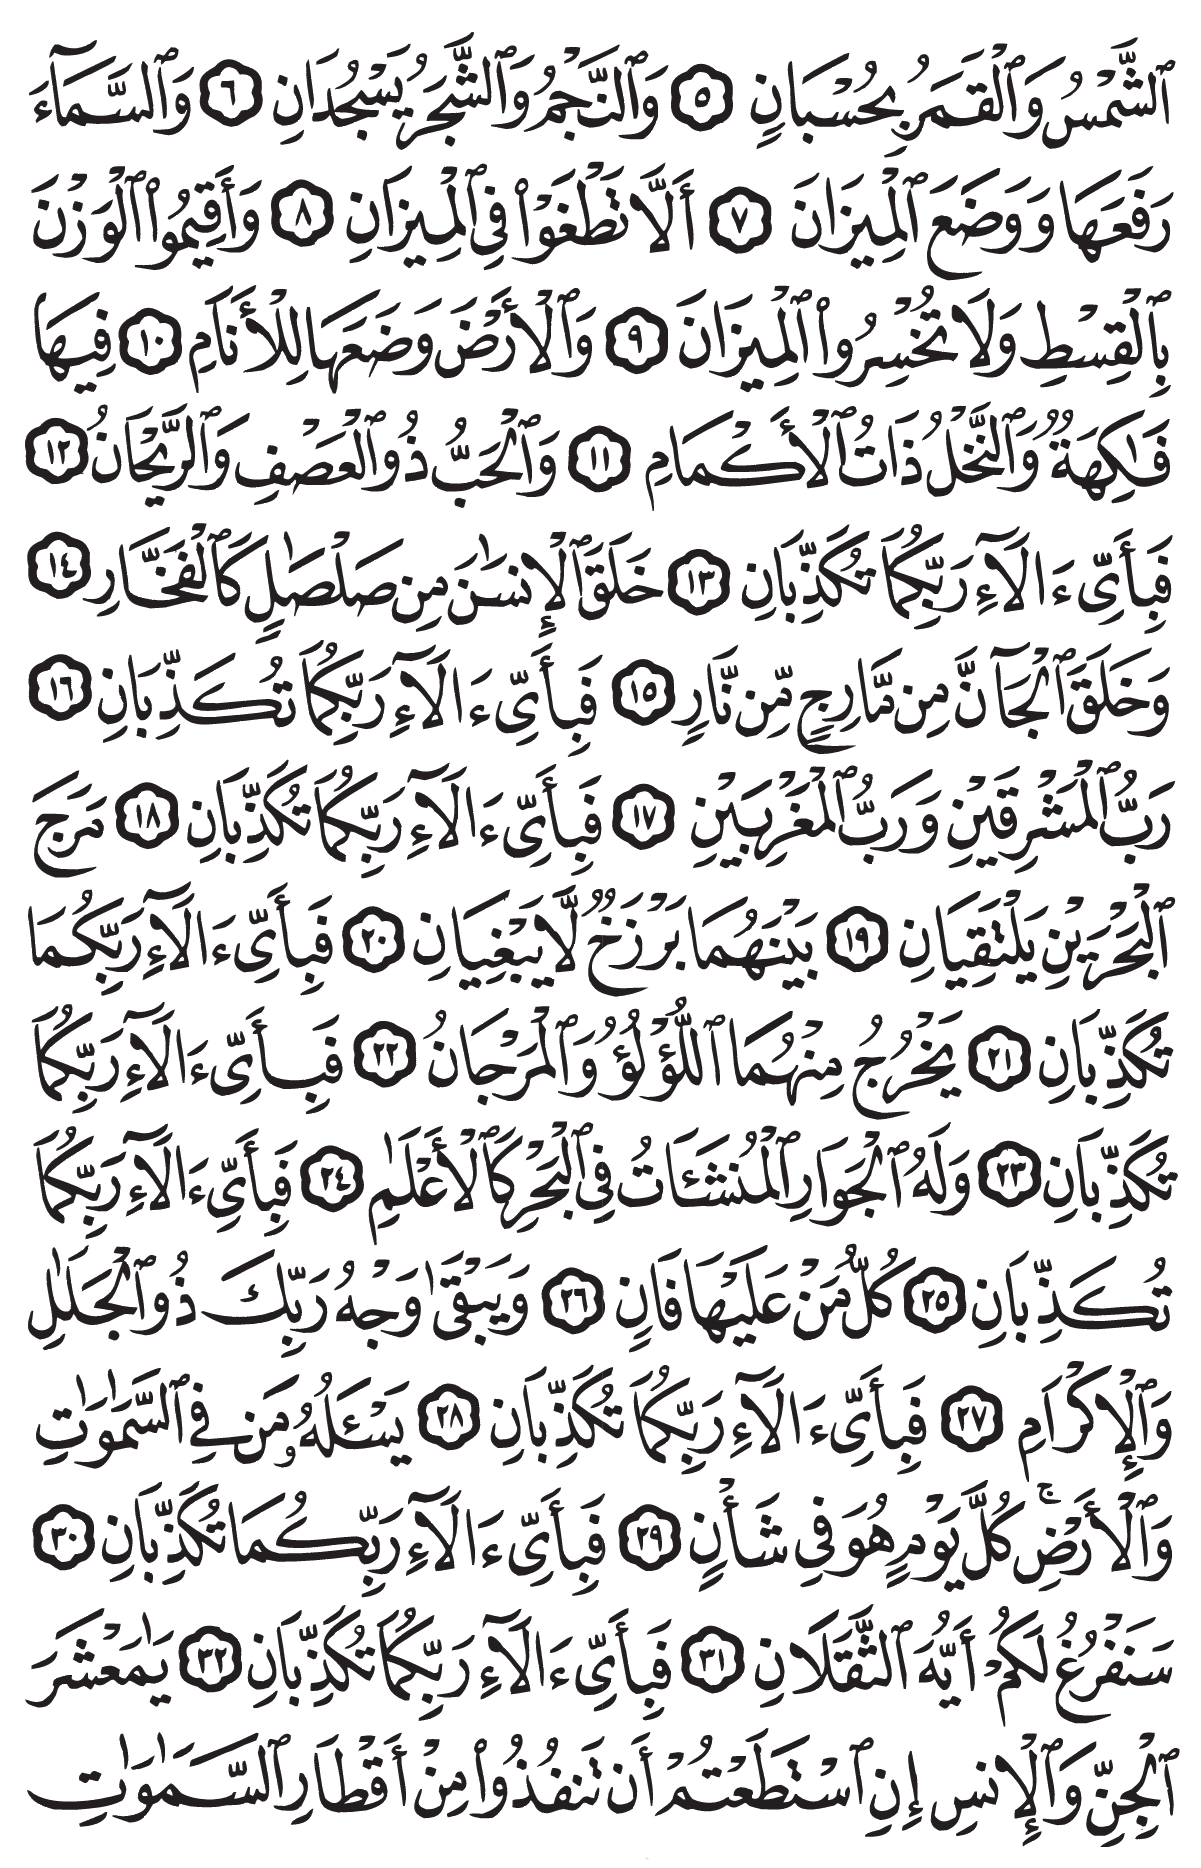 ٱلشَّمْسُ وَٱلْقَمَرُ بِحُسْبَانٍ ٥ وَٱلنَّجْمُ وَٱلشَّجَرُ يَسْجُدَانِ ٦ وَٱلسَّمَآءَ
رَفَعَهَا وَوَضَعَ ٱلْمِيزَانَ ٧ أَلَّا تَطْغَوْا۟ فِى ٱلْمِيزَانِ ٨ وَأَقِيمُوا۟ ٱلْوَزْنَ
بِٱلْقِسْطِ وَلَا تُخْسِرُوا۟ ٱلْمِيزَانَ ٩ وَٱلْأَرْضَ وَضَعَهَا لِلْأَنَامِ ١٠ فِيهَا
فَـٰكِهَةٌ وَٱلنَّخْلُ ذَاتُ ٱلْأَكْمَامِ ١١ وَٱلْحَبُّ ذُو ٱلْعَصْفِ وَٱلرَّيْحَانُ ١٢
فَبِأَىِّ ءَالَآءِ رَبِّكُمَا تُكَذِّبَانِ ١٣ خَلَقَ ٱلْإِنسَـٰنَ مِن صَلْصَـٰلٍ كَٱلْفَخَّارِ ١٤
وَخَلَقَ ٱلْجَآنَّ مِن مَّارِجٍ مِّن نَّارٍ ١٥ فَبِأَىِّ ءَالَآءِ رَبِّكُمَا تُكَذِّبَانِ ١٦
رَبُّ ٱلْمَشْرِقَيْنِ وَرَبُّ ٱلْمَغْرِبَيْنِ ١٧ فَبِأَىِّ ءَالَآءِ رَبِّكُمَا تُكَذِّبَانِ ١٨ مَرَجَ
ٱلْبَحْرَيْنِ يَلْتَقِيَانِ ١٩ بَيْنَهُمَا بَرْزَخٌ لَّا يَبْغِيَانِ ٢٠ فَبِأَىِّ ءَالَآءِ رَبِّكُمَا
تُكَذِّبَانِ ٢١ يَخْرُجُ مِنْهُمَا ٱللُّؤْلُؤُ وَٱلْمَرْجَانُ ٢٢ فَبِأَىِّ ءَالَآءِ رَبِّكُمَا
تُكَذِّبَانِ ٢٣ وَلَهُ ٱلْجَوَارِ ٱلْمُنشَـَٔاتُ فِى ٱلْبَحْرِ كَٱلْأَعْلَـٰمِ ٢٤ فَبِأَىِّ ءَالَآءِ رَبِّكُمَا
تُكَذِّبَانِ ٢٥ كُلُّ مَنْ عَلَيْهَا فَانٍ ٢٦ وَيَبْقَىٰ وَجْهُ رَبِّكَ ذُو ٱلْجَلَـٰلِ
وَٱلْإِكْرَامِ ٢٧ فَبِأَىِّ ءَالَآءِ رَبِّكُمَا تُكَذِّبَانِ ٢٨ يَسْـَٔلُهُۥ مَن فِى ٱلسَّمَـٰوَٰتِ
وَٱلْأَرْضِ ۚ كُلَّ يَوْمٍ هُوَ فِى شَأْنٍ ٢٩ فَبِأَىِّ ءَالَآءِ رَبِّكُمَا تُكَذِّبَانِ ٣٠
سَنَفْرُغُ لَكُمْ أَيُّهَ ٱلثَّقَلَانِ ٣١ فَبِأَىِّ ءَالَآءِ رَبِّكُمَا تُكَذِّبَانِ ٣٢ يَـٰمَعْشَرَ
ٱلْجِنِّ وَٱلْإِنسِ إِنِ ٱسْتَطَعْتُمْ أَن تَنفُذُوا۟ مِنْ أَقْطَارِ ٱلسَّمَـٰوَٰتِ